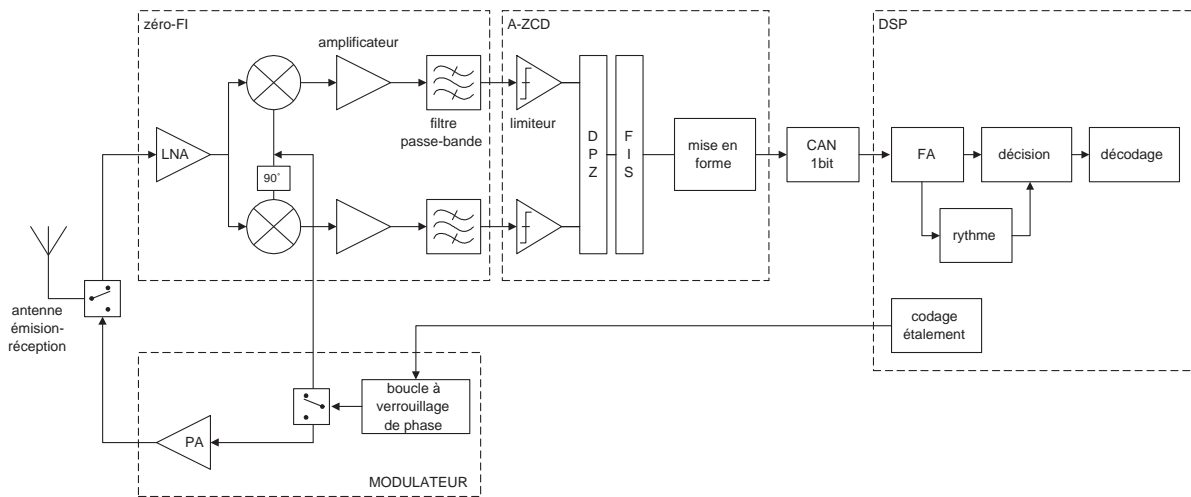 zéro-FI
A-ZCD
DSP
amplificateur
LNA
90°
filtre
passe-bande
limiteur
D
P
Z
F
I
S
mise en
forme
CAN
1bit
FA
décision
décodage
rythme
antenne
émision-
réception
codage
étalement
boucle à
verrouillage
de phase
PA
MODULATEUR